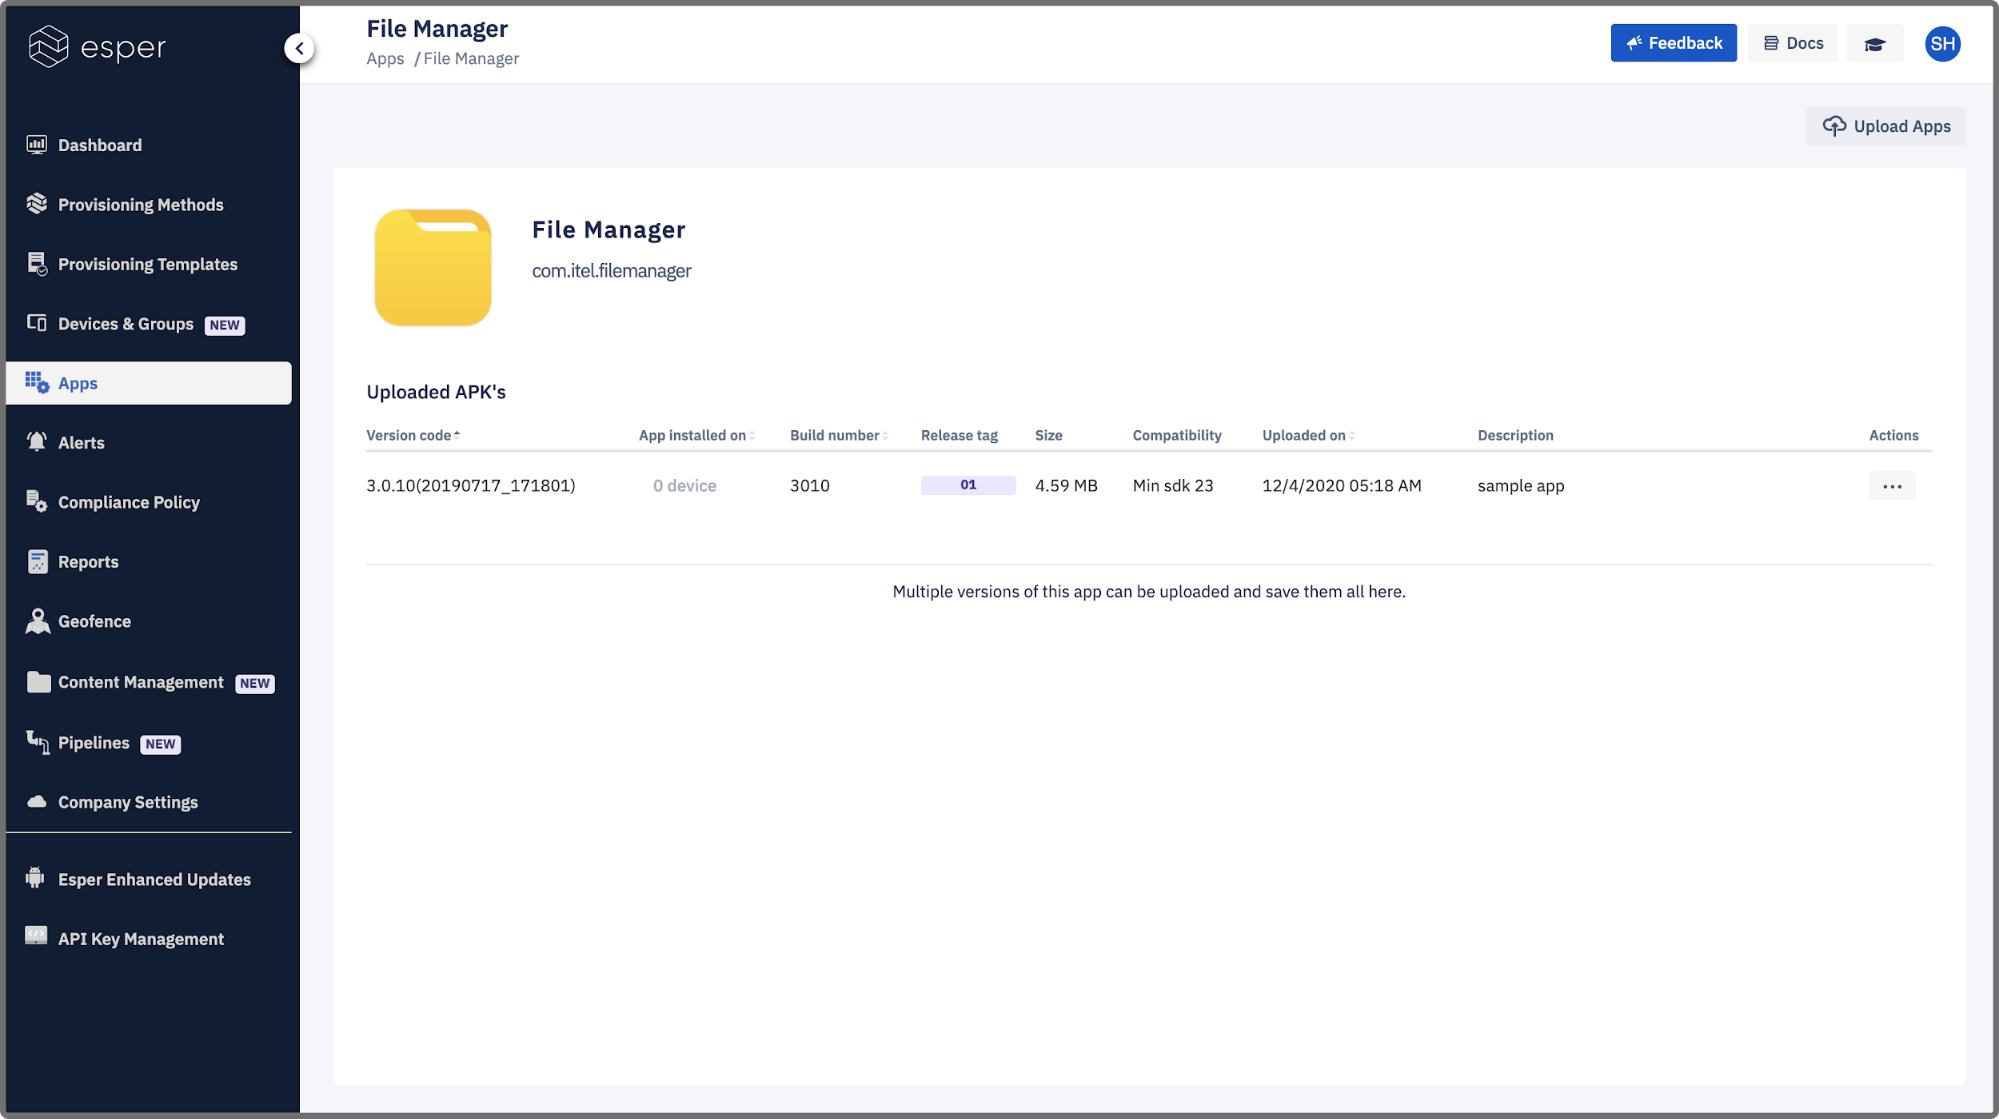 esper
File Manager
Apps / File Manager
Feedback
Docs
SH
Upload Apps
Dashboard
Provisioning Methods
Provisioning Templates
Devices & Groups NEW
Apps
Alerts
Compliance Policy
Reports
Geofence
Content Management NEW
Pipelines NEW
Company Settings
Esper Enhanced Updates
API Key Management
File Manager
com.itel.filemanager
Uploaded APK's
Version code App installed on Build number Release tag Size Compatibility Uploaded on Description Actions
3.0.10(20190717_171801) 0 device 3010 01 4.59 MB Min sdk 23 12/4/2020 05:18 AM sample app ...
Multiple versions of this app can be uploaded and save them all here.